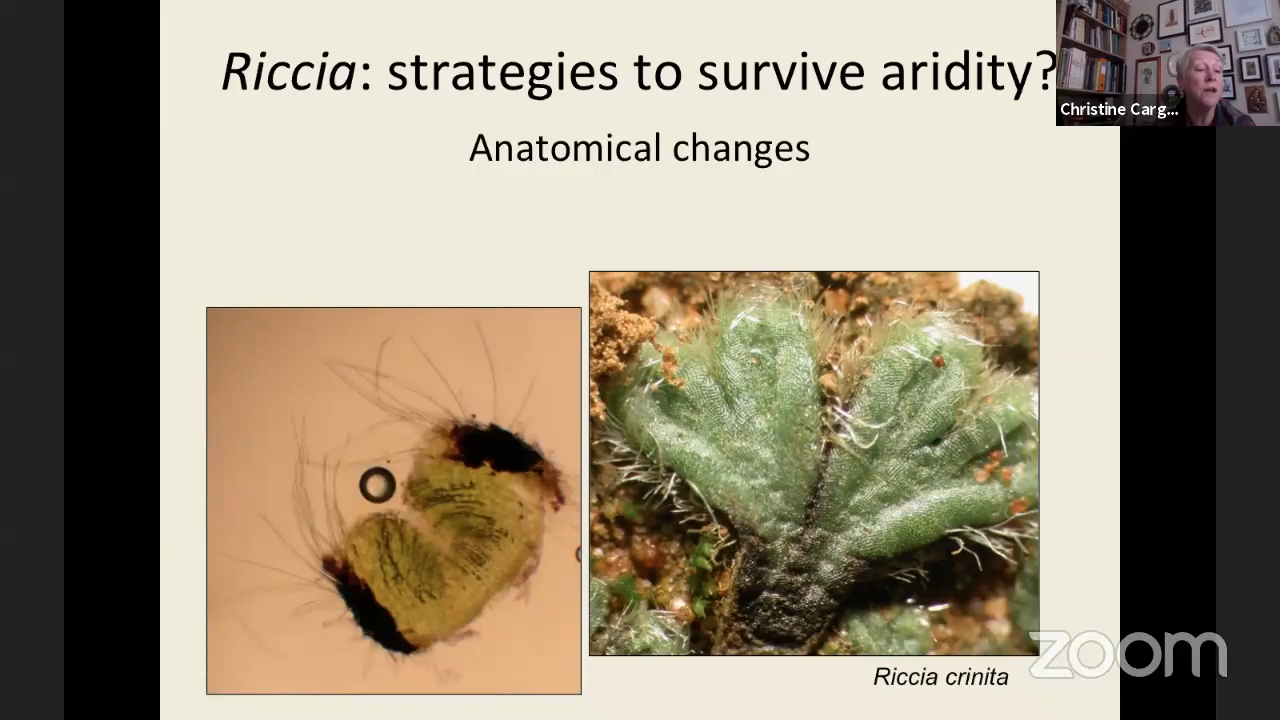 Riccia: strategies to survive aridity?
Christine Carg...
Anatomical changes
Riccia crinita
zoom